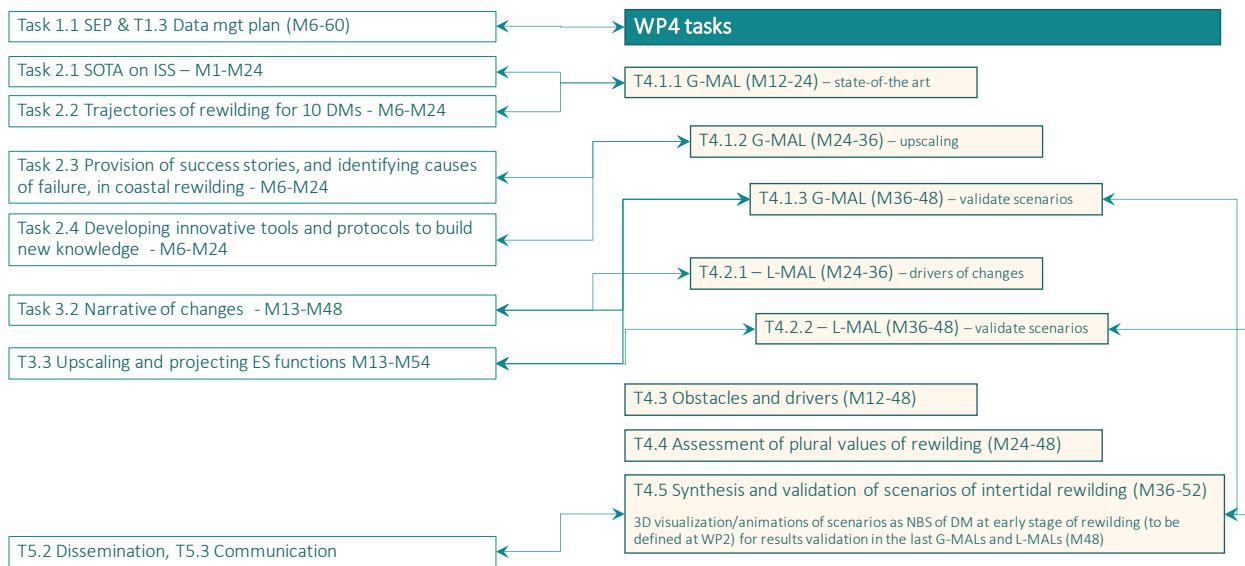 Task 1.1 SEP & T1.3 Data mgt plan (M6-60)
WP4 tasks
Task 2.1 SOTA on ISS – M1-M24
T4.1.1 G-MAL (M12-24) – state-of-the art
Task 2.2 Trajectories of rewilding for 10 DMs - M6-M24
T4.1.2 G-MAL (M24-36) – upscaling
Task 2.3 Provision of success stories, and identifying causes
of failure, in coastal rewilding - M6-M24
T4.1.3 G-MAL (M36-48) – validate scenarios
Task 2.4 Developing innovative tools and protocols to build
new knowledge - M6-M24
T4.2.1 – L-MAL (M24-36) – drivers of changes
Task 3.2 Narrative of changes - M13-M48
T4.2.2 – L-MAL (M36-48) – validate scenarios
T3.3 Upscaling and projecting ES functions M13-M54
T4.3 Obstacles and drivers (M12-48)
T4.4 Assessment of plural values of rewilding (M24-48)
T4.5 Synthesis and validation of scenarios of intertidal rewilding (M36-52)
3D visualization/animations of scenarios as NBS of DM at early stage of rewilding (to be
defined at WP2) for results validation in the last G-MALs and L-MALs (M48)
T5.2 Dissemination, T5.3 Communication